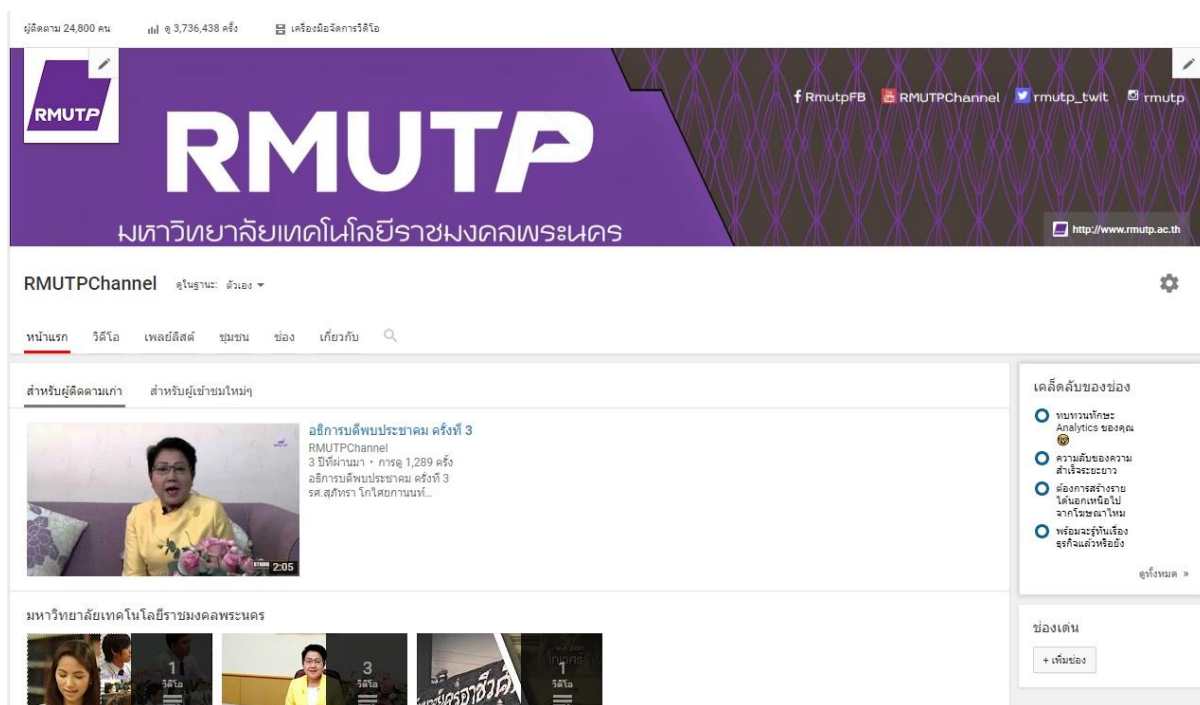 ผู้ติดตาม 24,800 คน
ดู 3,736,438 ครั้ง
เครื่องมือจัดการวิดีโอ
RMUTP
RMUTP
มหาวิทยาลัยเทคโนโลยีราชมงคลพระนคร
RmutpFB
RMUTPChannel
rmutp_twit
rmutp
http://www.rmutp.ac.th
RMUTPChannel
ดูในฐานะ: ตัวเอง
หน้าแรก
วิดีโอ
เพลย์ลิสต์
ชุมชน
ช่อง
เกี่ยวกับ
สำหรับผู้ติดตามเก่า
สำหรับผู้เข้าชมใหม่ๆ
อธิการบดีพบประชาคม ครั้งที่ 3
RMUTPChannel
3 ปีที่ผ่านมา • การดู 1,289 ครั้ง
อธิการบดีพบประชาคม ครั้งที่ 3
รศ.สุภัทรา โกไศยกานนท์...
2:05
มหาวิทยาลัยเทคโนโลยีราชมงคลพระนคร
1
วิดีโอ
3
วิดีโอ
1
วิดีโอ
เคล็ดลับของช่อง
ทบทวนทักษะ
Analytics ของคุณ
ความลับของความ
สำเร็จระยะยาว
ต้องการสร้างราย
ได้นอกเหนือไป
จากโฆษณาไหม
พร้อมจะรู้ทันเรื่อง
ธุรกิจแล้วหรือยัง
ดูทั้งหมด »
ช่องเด่น
+ เพิ่มช่อง